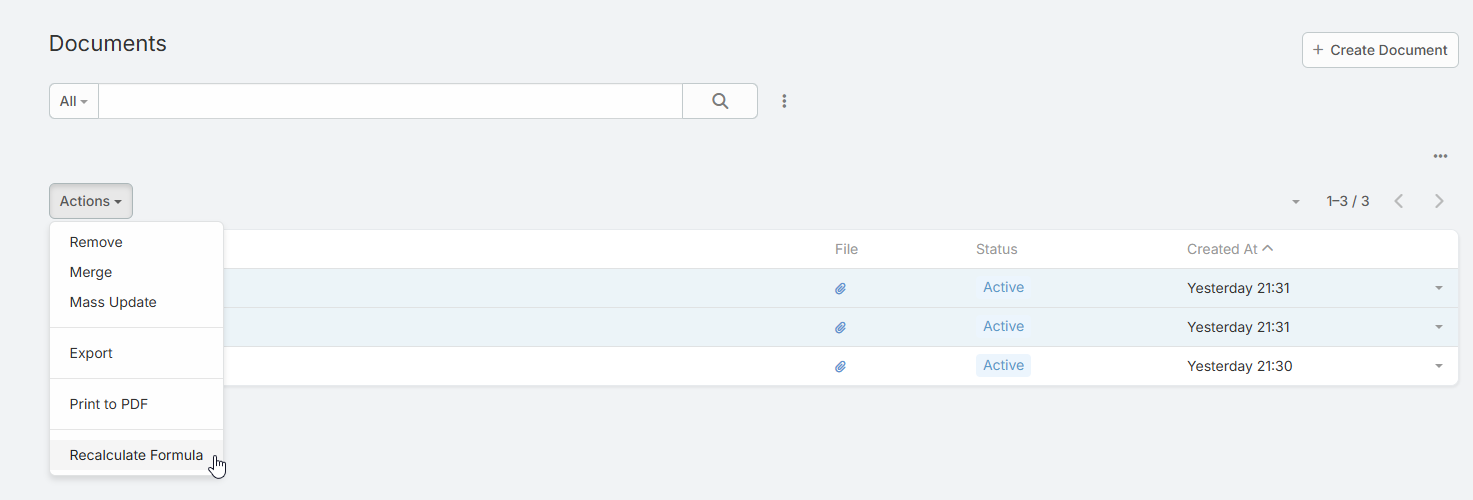 Documents
+ Create Document
All
Actions
1–3 / 3
Remove
Merge
Mass Update
Export
Print to PDF
Recalculate Formula
File Status Created At
Active Yesterday 21:31
Active Yesterday 21:31
Active Yesterday 21:30